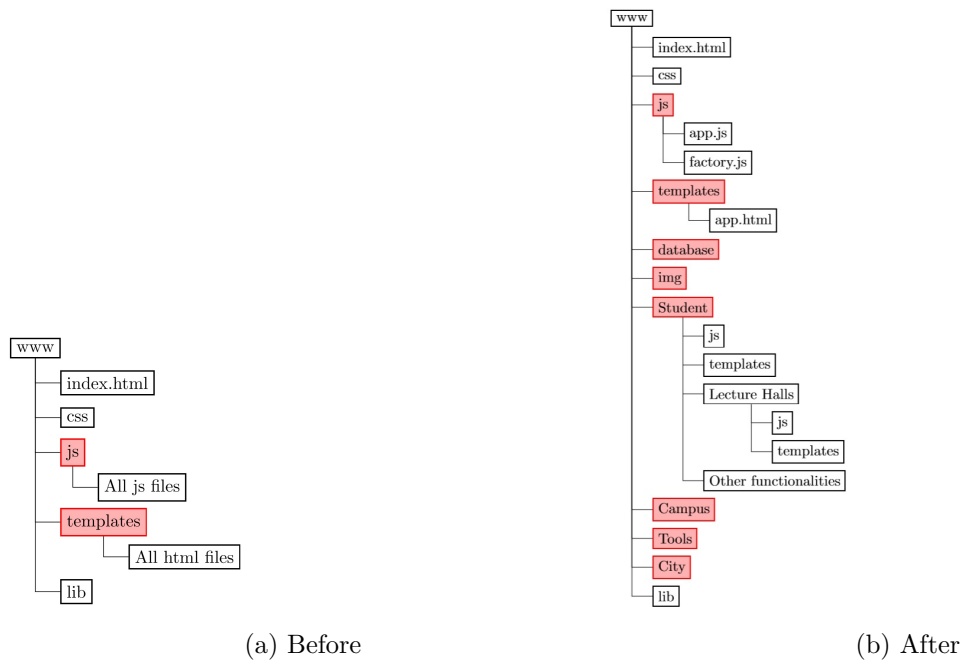 www
index.html
css
js
All js files
templates
All html files
lib
(a) Before
www
index.html
css
js
app.js
factory.js
templates
app.html
database
img
Student
js
templates
Lecture Halls
js
templates
Other functionalities
Campus
Tools
City
lib
(b) After